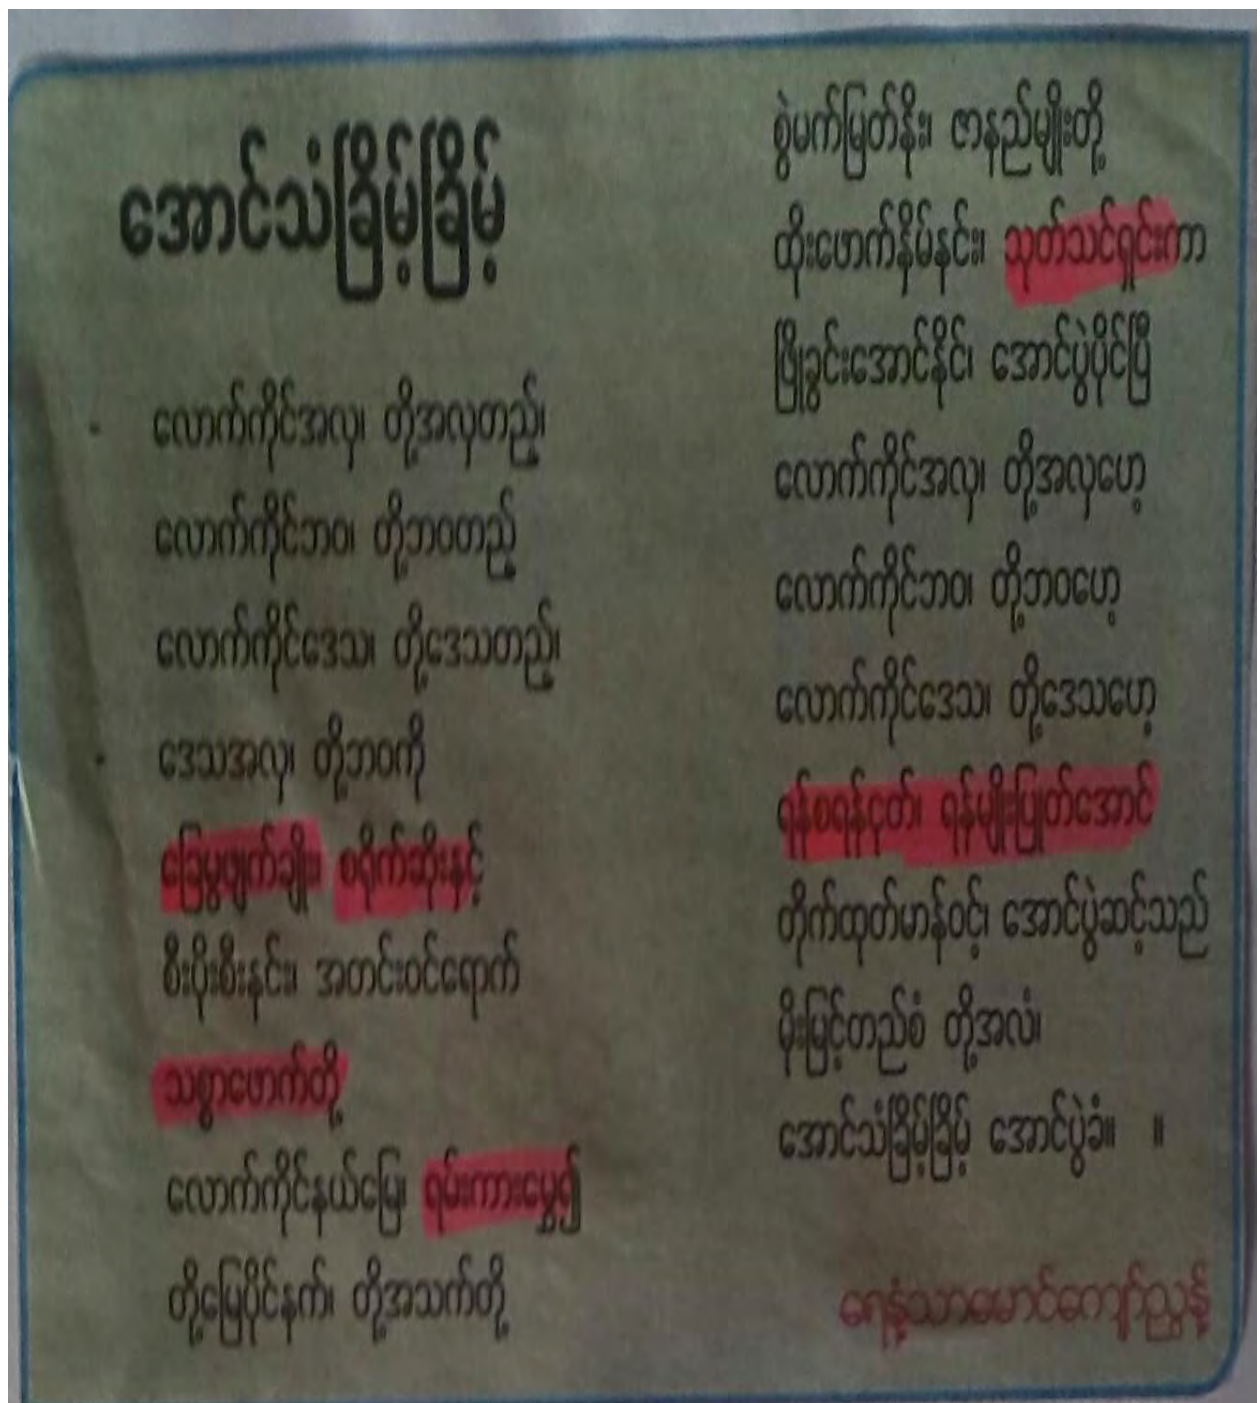 အောင်သံခြိမ့်ခြိမ့်
- လောက်ကိုင်အလှ၊ တို့အလှတည့်၊
လောက်ကိုင်ဘဝ၊ တို့ဘဝတည့်
လောက်ကိုင်ဒေသ၊ တို့ဒေသတည့်၊
- ဒေသအလှ၊ တို့ဘဝကို
ခြေမွဖျက်ချိုး၊ စရိုက်ဆိုးနှင့်
စီးပိုးစီးနင်း၊ အတင်းဝင်ရောက်
သစ္စာဖောက်တို့
လောက်ကိုင်နယ်မြေ၊ ရမ်းကားမွှေ၍
တို့မြေပိုင်နက်၊ တို့အသက်တို့
စွဲမက်မြတ်နိုး၊ ဇာနည်မျိုးတို့
ထိုးဖောက်နှိမ်နင်း၊ သုတ်သင်ရှင်းကာ
ဖြိုခွင်းအောင်နိုင်၊ အောင်ပွဲပိုင်ပြီ
လောက်ကိုင်အလှ၊ တို့အလှဟေ့
လောက်ကိုင်ဘဝ၊ တို့ဘဝဟေ့
လောက်ကိုင်ဒေသ၊ တို့ဒေသဟေ့
ရန်စရန်ငုတ်၊ ရန်မျိုးပြုတ်အောင်
တိုက်ထုတ်မာန်ဝင့်၊ အောင်ပွဲဆင့်သည်
မိုးမြင့်တည်စံ တို့အလံ၊
အောင်သံခြိမ့်ခြိမ့် အောင်ပွဲခံ။ ။
ရေနံ့သာမောင်ကျော်ညွန့်